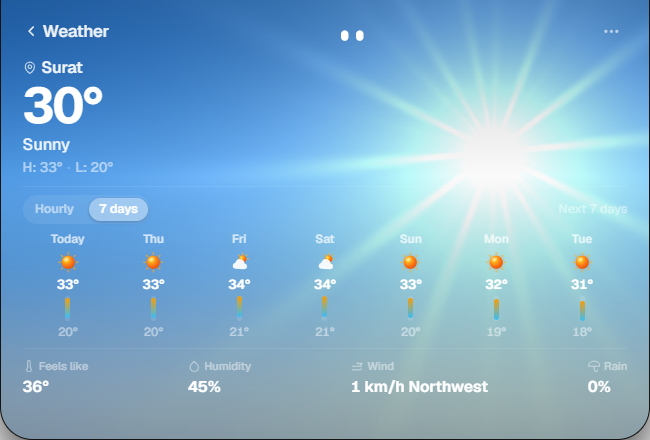 Weather
Surat
30°
Sunny
H: 33° · L: 20°
Hourly 7 days Next 7 days
Today Thu Fri Sat Sun Mon Tue
33° 33° 34° 34° 33° 32° 31°
20° 20° 21° 21° 20° 19° 18°
Feels like Humidity Wind Rain
36° 45% 1 km/h Northwest 0%